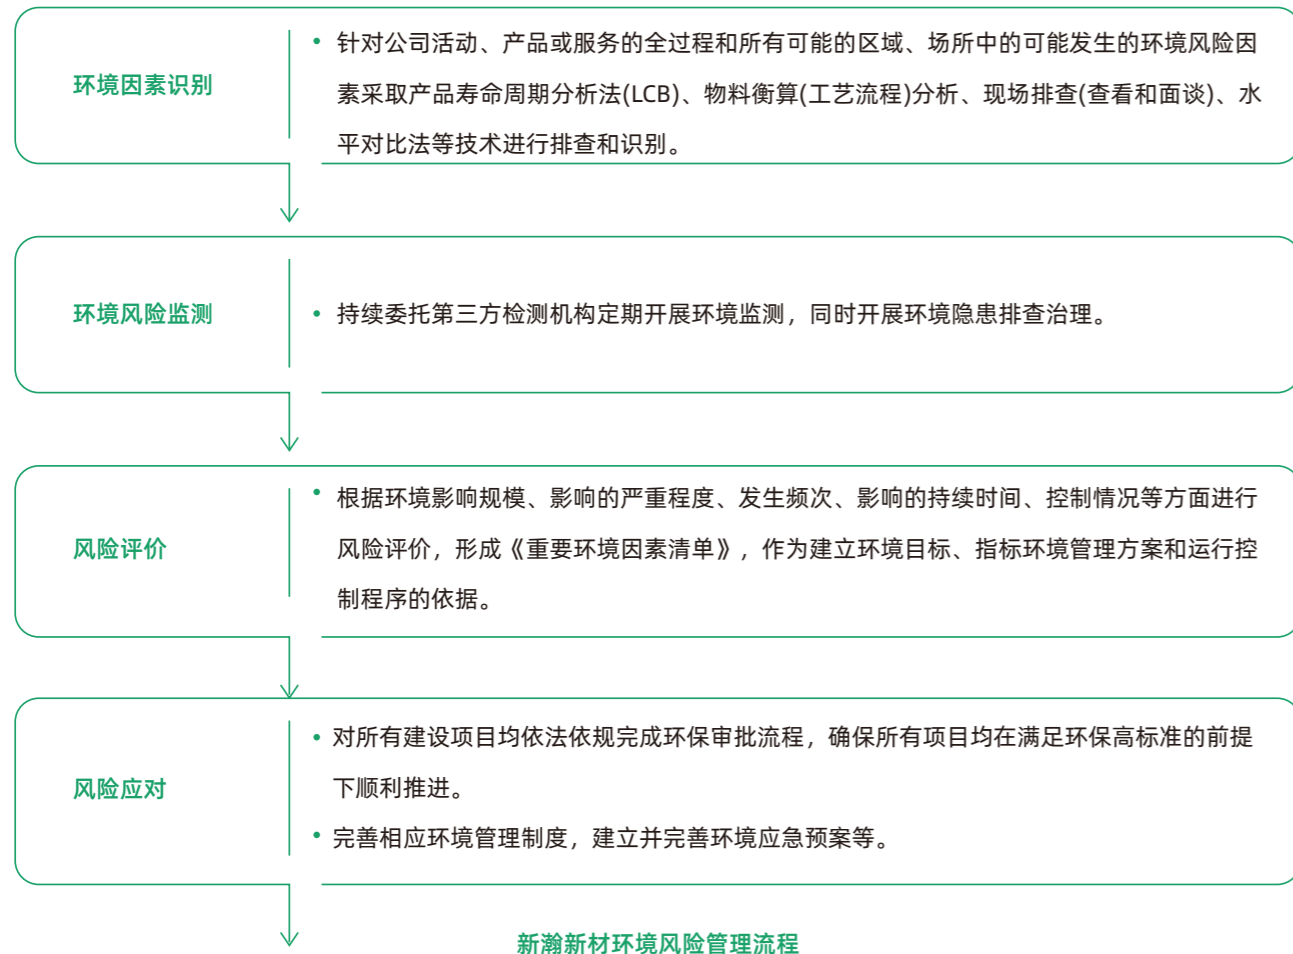 环境因素识别
• 针对公司活动、产品或服务的全过程和所有可能的区域、场所中的可能发生的环境风险因
素采取产品寿命周期分析法(LCB)、物料衡算(工艺流程)分析、现场排查(查看和面谈)、水
平对比法等技术进行排查和识别。
环境风险监测
• 持续委托第三方检测机构定期开展环境监测，同时开展环境隐患排查治理。
风险评价
• 根据环境影响规模、影响的严重程度、发生频次、影响的持续时间、控制情况等方面进行
风险评价，形成《重要环境因素清单》，作为建立环境目标、指标环境管理方案和运行控
制程序的依据。
风险应对
• 对所有建设项目均依法依规完成环保审批流程，确保所有项目均在满足环保高标准的前提
下顺利推进。
• 完善相应环境管理制度，建立并完善环境应急预案等。
新瀚新材环境风险管理流程